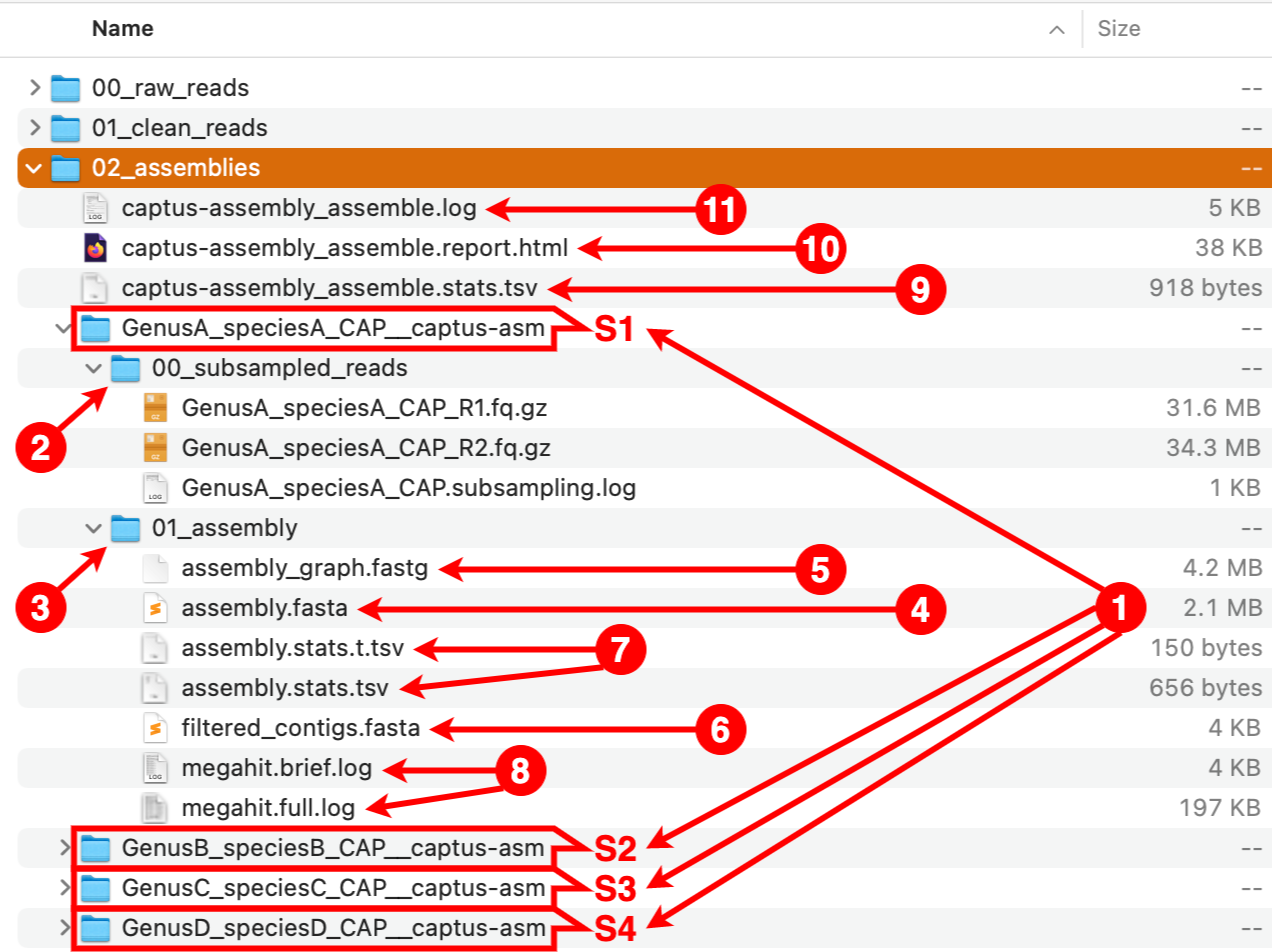 Name Size
00_raw_reads --
01_clean_reads --
02_assemblies --
LOG captus-assembly_assemble.log 11 5 KB
captus-assembly_assemble.report.html 10 38 KB
captus-assembly_assemble.stats.tsv 9 918 bytes
GenusA_speciesA_CAP__captus-asm S1 --
00_subsampled_reads --
GZ GenusA_speciesA_CAP_R1.fq.gz 31.6 MB
2 GZ GenusA_speciesA_CAP_R2.fq.gz 34.3 MB
LOG GenusA_speciesA_CAP.subsampling.log 1 KB
01_assembly --
assembly_graph.fastg 5 4.2 MB
3 assembly.fasta 4 1 2.1 MB
assembly.stats.t.tsv 7 150 bytes
assembly.stats.tsv 656 bytes
filtered_contigs.fasta 6 4 KB
LOG megahit.brief.log 8 4 KB
megahit.full.log 197 KB
GenusB_speciesB_CAP__captus-asm S2 --
GenusC_speciesC_CAP__captus-asm S3 --
GenusD_speciesD_CAP__captus-asm S4 --